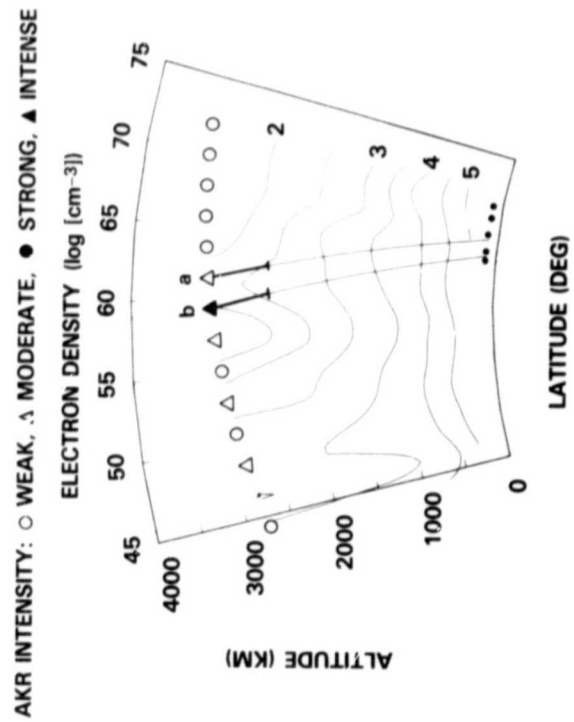 AKR INTENSITY: ○ WEAK, △ MODERATE, ● STRONG, ▲ INTENSE
ELECTRON DENSITY (log [cm-3])
45
50
55
60
65
70
75
a
b
2
3
4
5
4000
3000
2000
1000
0
ALTITUDE (KM)
LATITUDE (DEG)